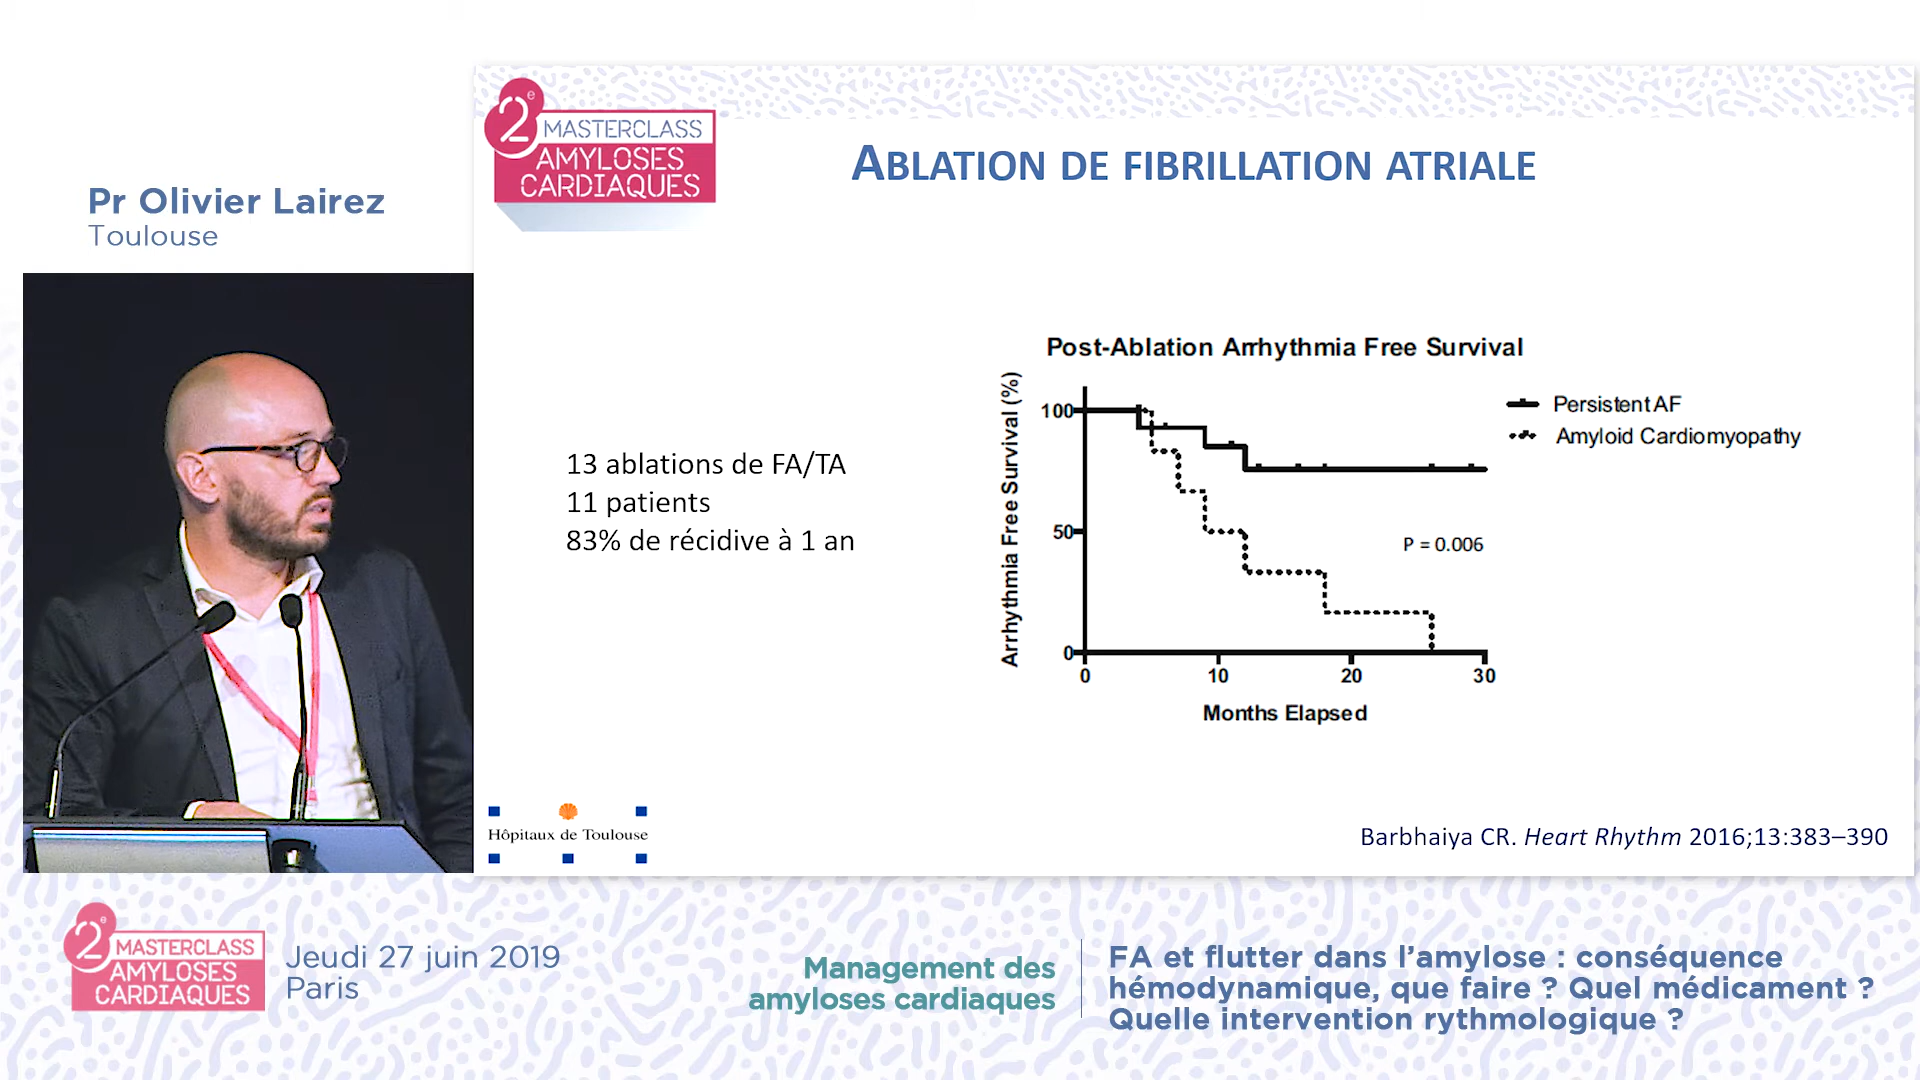 Pr Olivier Lairez
Toulouse
2e
MASTERCLASS
AMYLOSES
CARDIAQUES
ABLATION DE FIBRILLATION ATRIALE
13 ablations de FA/TA
11 patients
83% de récidive à 1 an
Post-Ablation Arrhythmia Free Survival
Arrhythmia Free Survival (%)
100
50
0
0 10 20 30
Months Elapsed
P = 0.006
Persistent AF
Amyloid Cardiomyopathy
Hôpitaux de Toulouse
Barbhaiya CR. Heart Rhythm 2016;13:383–390
2e
MASTERCLASS
AMYLOSES
CARDIAQUES
Jeudi 27 juin 2019
Paris
Management des
amyloses cardiaques
FA et flutter dans l’amylose : conséquence
hémodynamique, que faire ? Quel médicament ?
Quelle intervention rythmologique ?